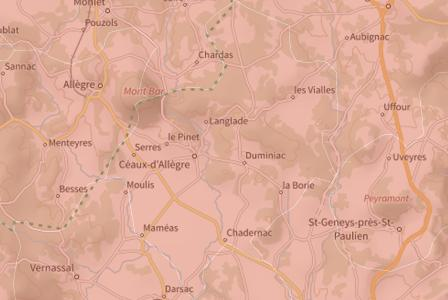 Monlet
Pouzols
Chardas
Aubignac
Sannac
Allègre
Mont Bar
les Vialles
Uffour
Langlade
le Pinet
Menteyres
Serres
Céaux-d'Allègre
Duminiac
Uveyres
Besses
Moulis
la Borie
Peyramont
St-Geneys-près-St-
Paulien
Maméas
Chadernac
Vernassal
Darsac